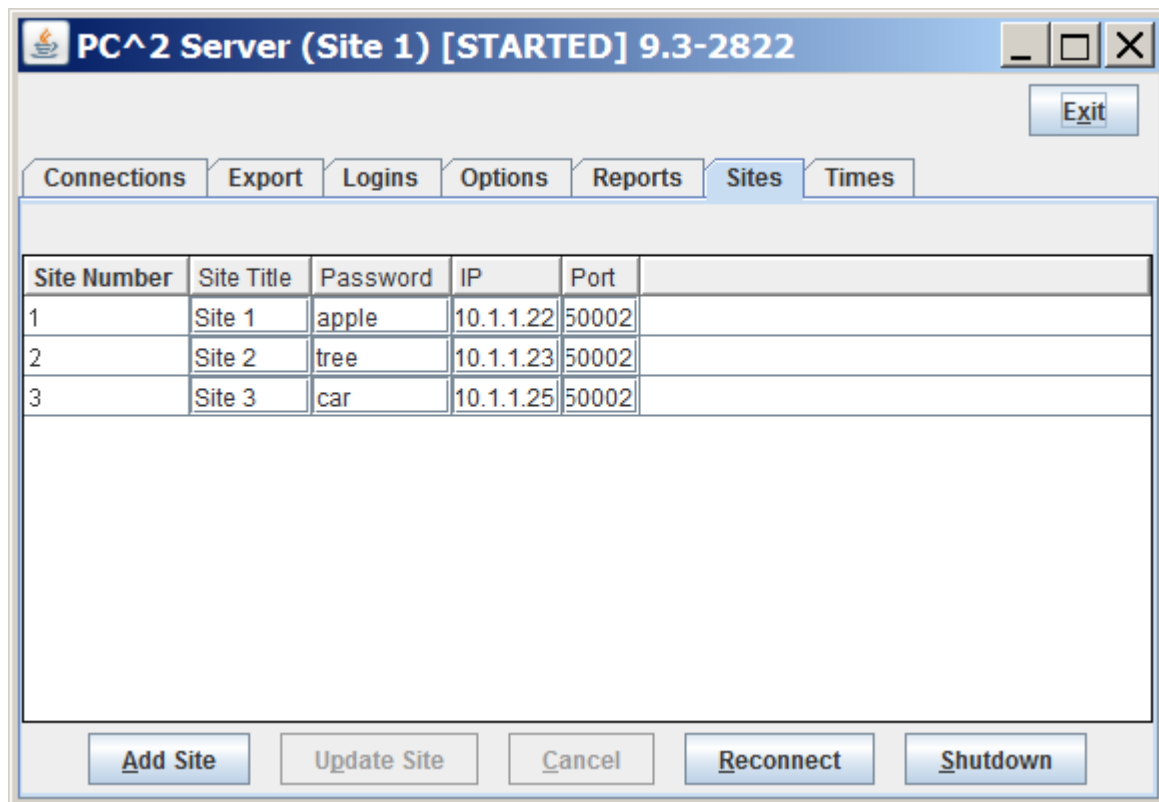 PC^2 Server (Site 1) [STARTED] 9.3-2822
Exit
Connections Export Logins Options Reports Sites Times
Site Number Site Title Password IP Port
1 Site 1 apple 10.1.1.22 50002
2 Site 2 tree 10.1.1.23 50002
3 Site 3 car 10.1.1.25 50002
Add Site Update Site Cancel Reconnect Shutdown